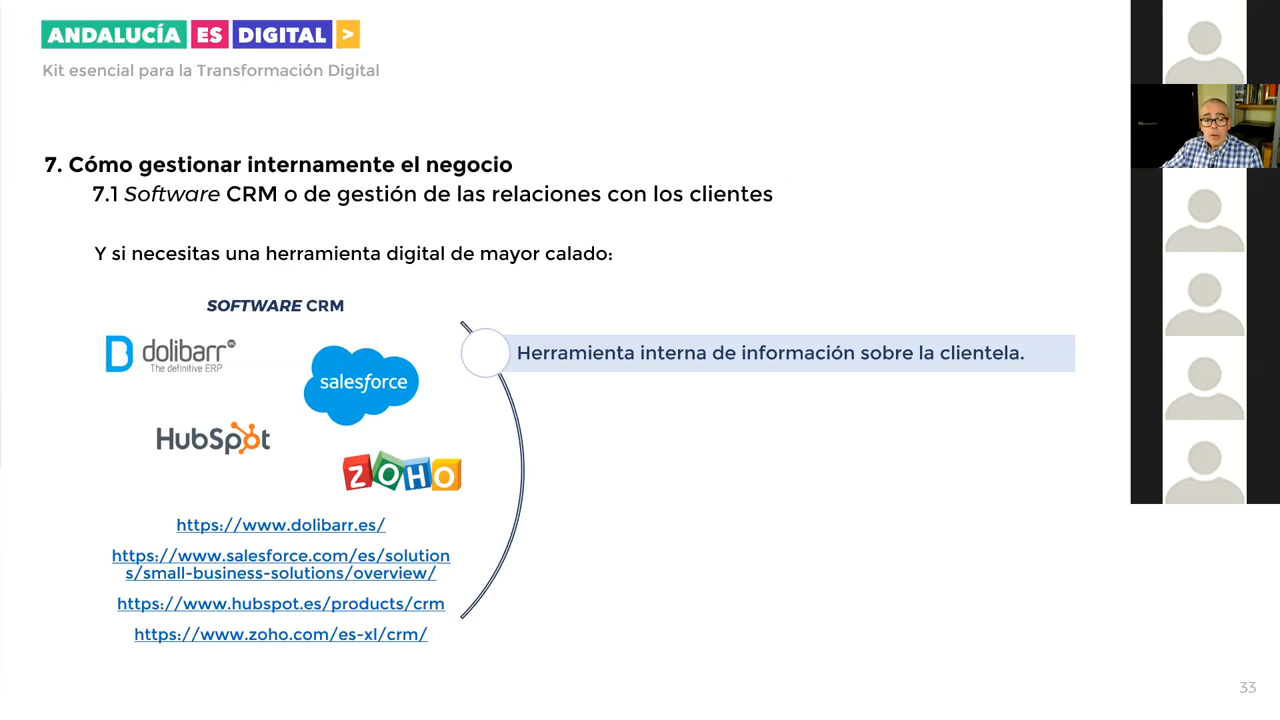 ANDALUCÍA ES DIGITAL >
Kit esencial para la Transformación Digital
7. Cómo gestionar internamente el negocio
7.1 Software CRM o de gestión de las relaciones con los clientes
Y si necesitas una herramienta digital de mayor calado:
SOFTWARE CRM
dolibarr
The definitive ERP
salesforce
HubSpot
ZOHO
Herramienta interna de información sobre la clientela.
https://www.dolibarr.es/
https://www.salesforce.com/es/solution
s/small-business-solutions/overview/
https://www.hubspot.es/products/crm
https://www.zoho.com/es-xl/crm/
33